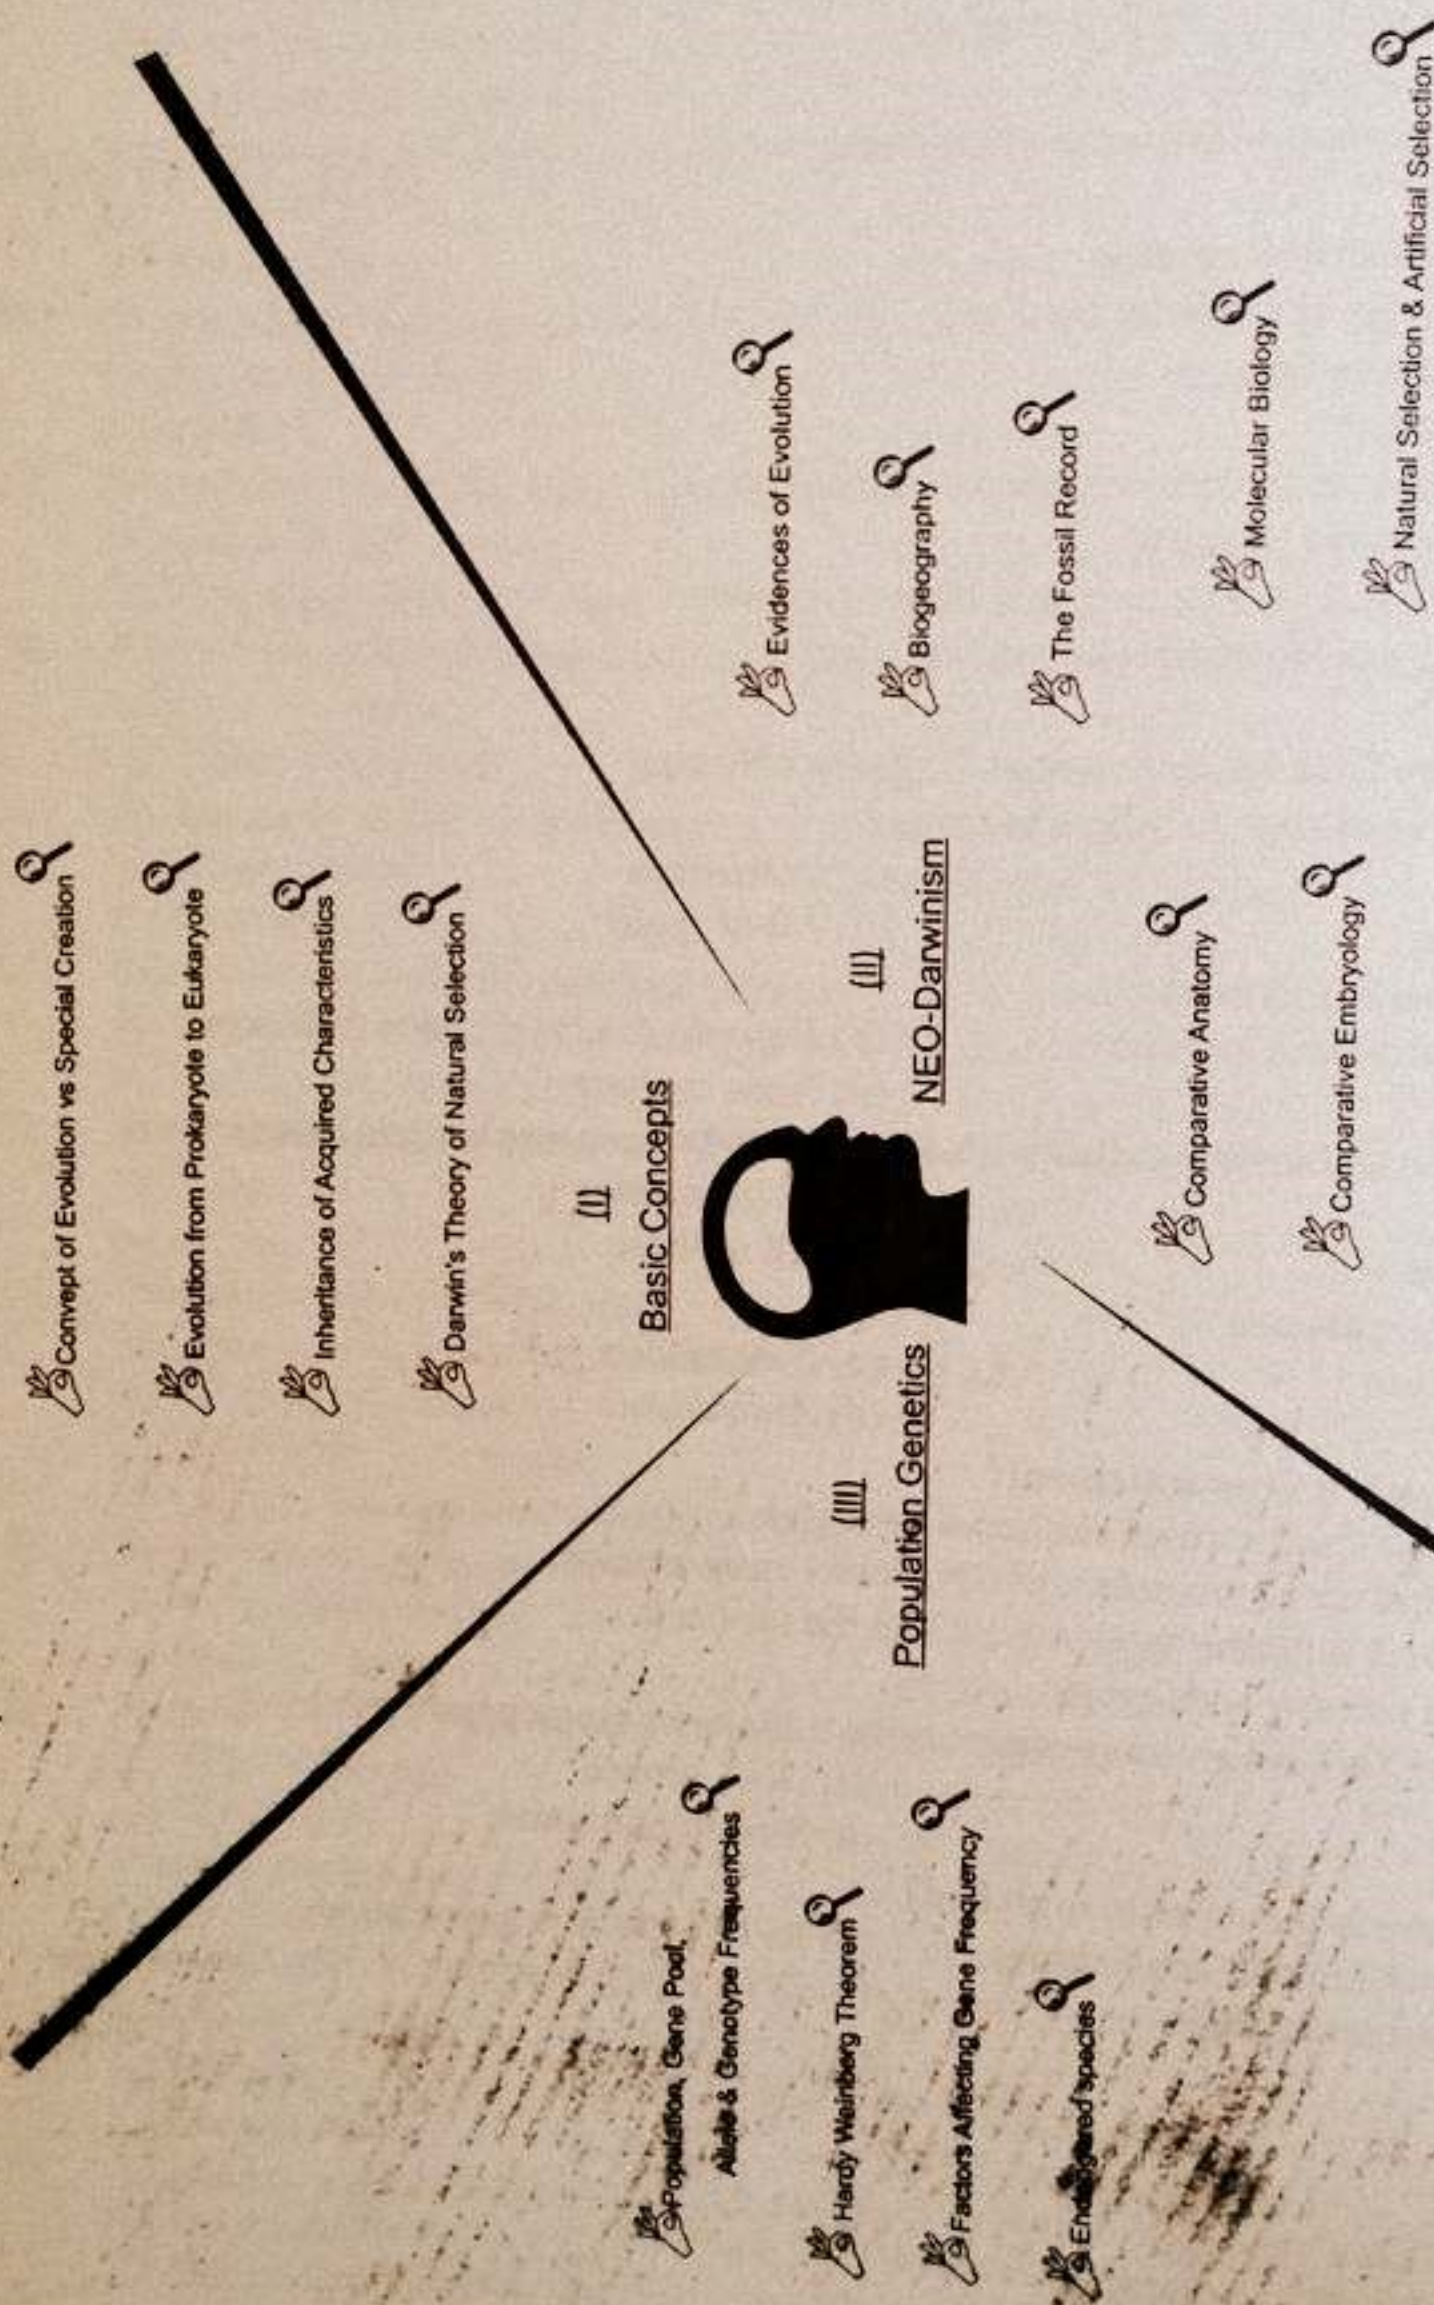 Convept of Evolution vs Special Creation
Evolution from Prokaryote to Eukaryote
Inheritance of Acquired Characteristics
Darwin's Theory of Natural Selection
(I)
Basic Concepts
(II)
NEO-Darwinism
Evidences of Evolution
Biogeography
The Fossil Record
Comparative Anatomy
Molecular Biology
Comparative Embryology
Natural Selection & Artificial Selection
(III)
Population Genetics
Population, Gene Pool,
Allele & Genotype Frequencies
Hardy Weinberg Theorem
Factors Affecting Gene Frequency
Endangered species